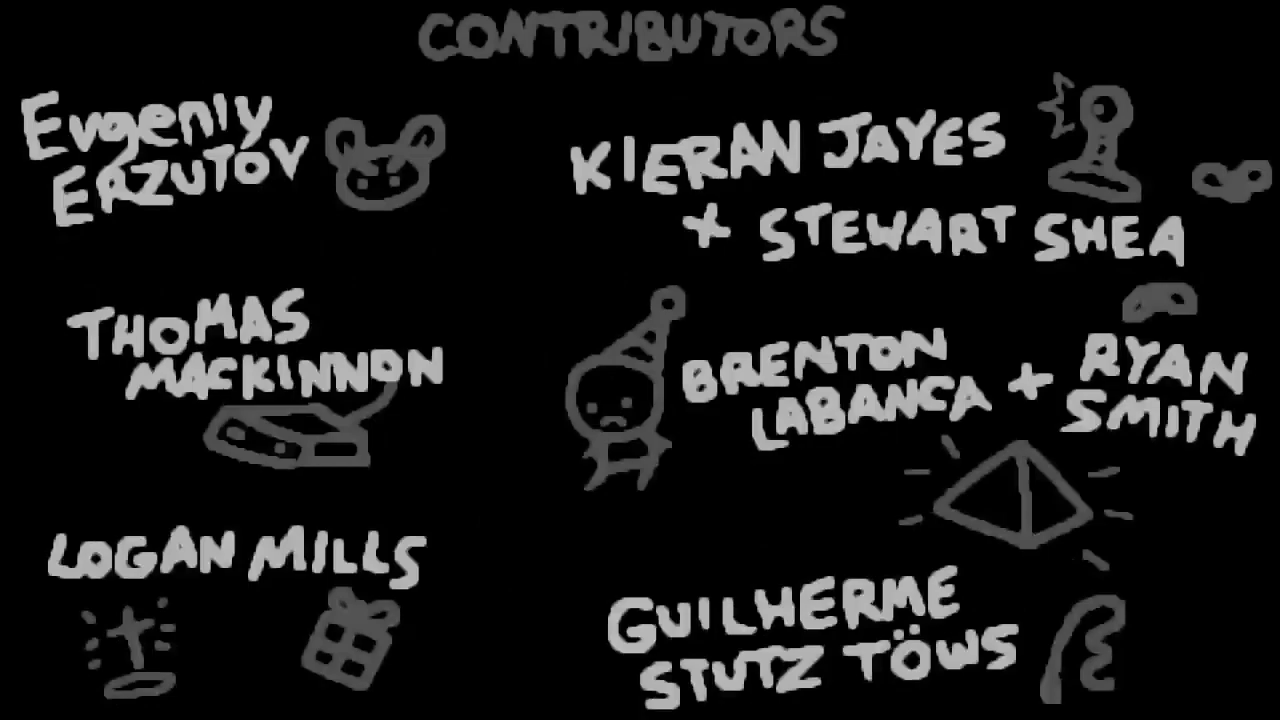 CONTRIBUTORS
Evgeniy
ERZUTOV
KIERAN JAYES
+ STEWART SHEA
THOMAS
MACKINNON
BRENTON
LABANCA + RYAN
SMITH
LOGAN MILLS
GUILHERME
STUTZ TÖWS